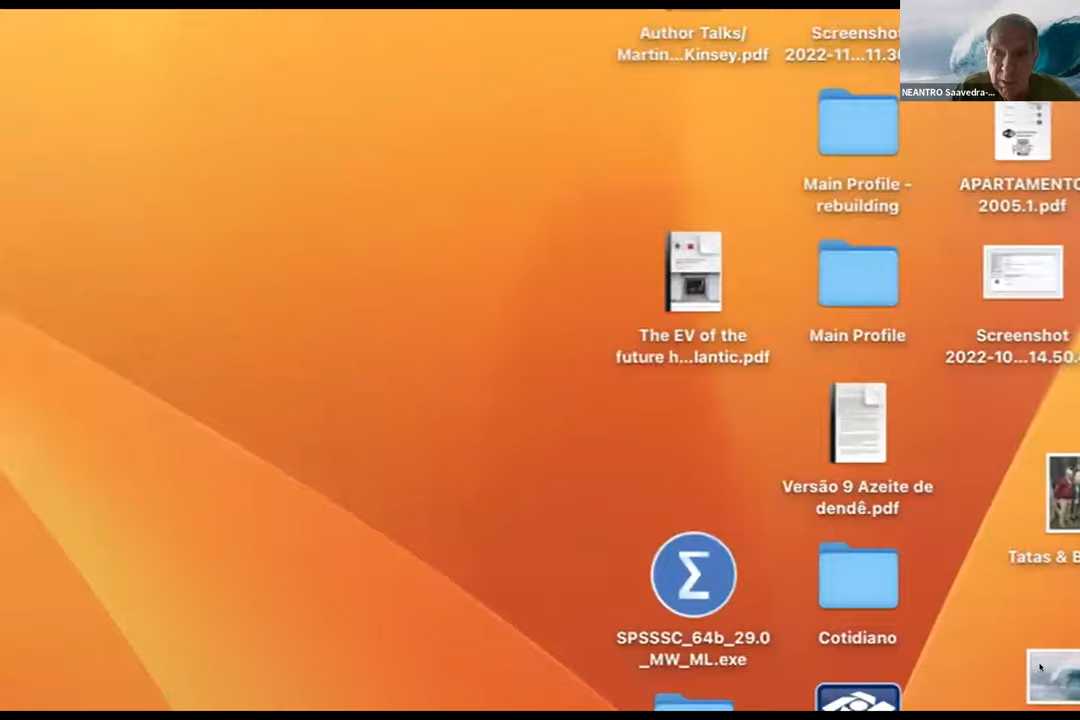 Author Talks/
Martin...Kinsey.pdf
Screenshot
2022-11...11.3
NEANTRO Saavedra-...
Main Profile -
rebuilding
APARTAMENTO
2005.1.pdf
The EV of the
future h...lantic.pdf
Main Profile
Screenshot
2022-10...14.50.
Versão 9 Azeite de
dendê.pdf
Tatas &
SPSSSC_64b_29.0
_MW_ML.exe
Cotidiano